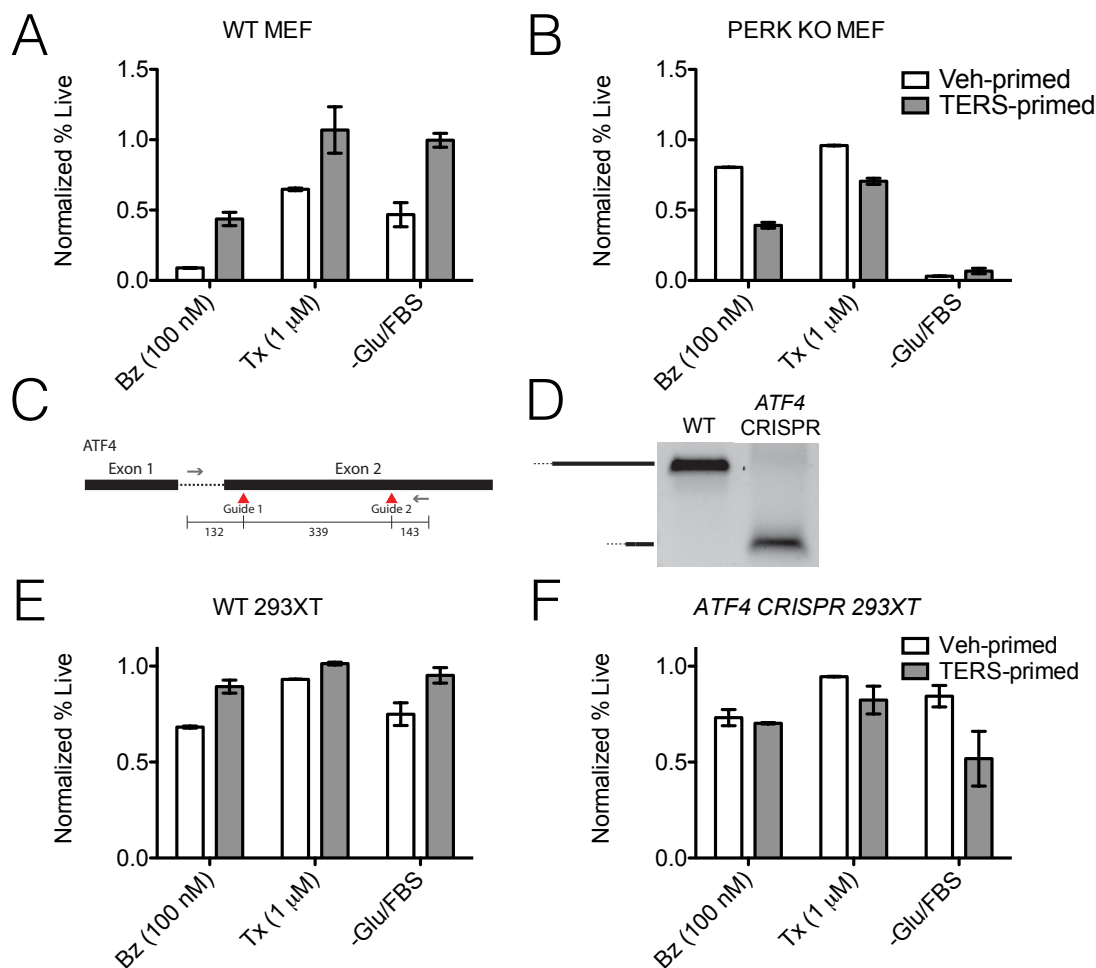 A
WT MEF
Normalized % Live
1.5
1.0
0.5
0.0
Bz (100 nM)
Tx (1 μM)
-Glu/FBS
B
PERK KO MEF
Normalized % Live
1.5
1.0
0.5
0.0
Veh-primed
TERS-primed
Bz (100 nM)
Tx (1 μM)
-Glu/FBS
C
ATF4
Exon 1
Exon 2
Guide 1
Guide 2
132
339
143
D
WT
ATF4
CRISPR
E
WT 293XT
Normalized % Live
1.0
0.5
0.0
Bz (100 nM)
Tx (1 μM)
-Glu/FBS
F
ATF4 CRISPR 293XT
Normalized % Live
1.0
0.5
0.0
Veh-primed
TERS-primed
Bz (100 nM)
Tx (1 μM)
-Glu/FBS